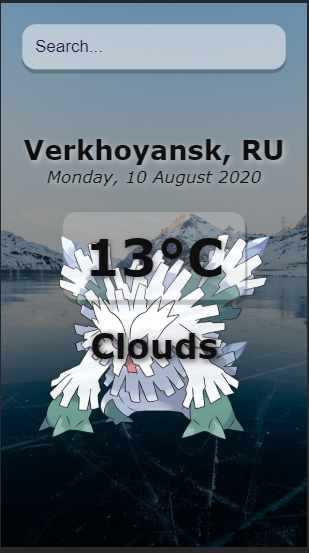 Search...
Verkhoyansk, RU
Monday, 10 August 2020
13°C
Clouds